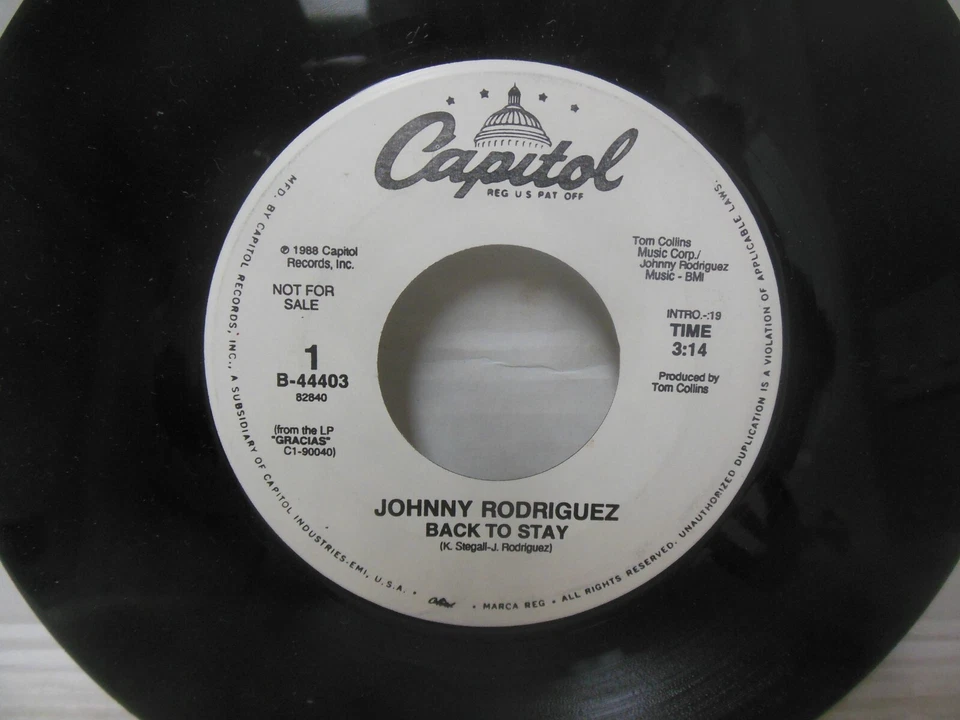 Capitol
REG U S PAT OFF
℗ 1988 Capitol
Records, Inc.
NOT FOR
SALE
1
B-44403
82840
(from the LP
"GRACIAS"
C1-90040)
Tom Collins
Music Corp./
Johnny Rodriguez
Music - BMI
INTRO.-:19
TIME
3:14
Produced by
Tom Collins
JOHNNY RODRIGUEZ
BACK TO STAY
(K. Stegall-J. Rodriguez)
MFD. BY CAPITOL RECORDS, INC., A SUBSIDIARY OF CAPITOL INDUSTRIES-EMI, U.S.A. • Capitol • MARCA REG • ALL RIGHTS RESERVED. UNAUTHORIZED DUPLICATION IS A VIOLATION OF APPLICABLE LAWS.